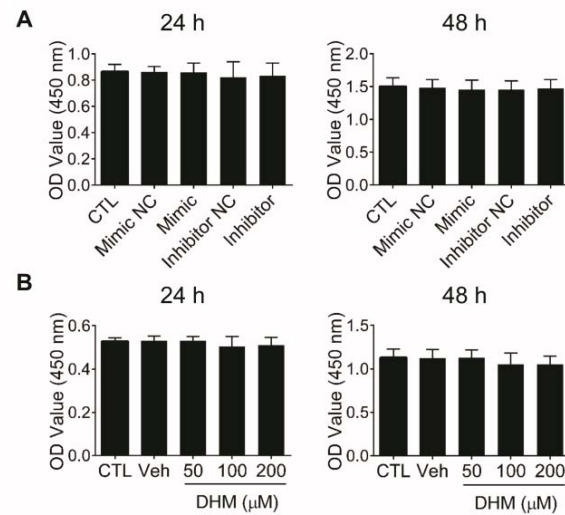 A
24 h
48 h
OD Value (450 nm)
1.0
0.8
0.6
0.4
0.2
0.0
CTL
Mimic NC
Mimic
Inhibitor NC
Inhibitor
OD Value (450 nm)
2.0
1.5
1.0
0.5
0.0
CTL
Mimic NC
Mimic
Inhibitor NC
Inhibitor
B
24 h
48 h
OD Value (450 nm)
0.6
0.4
0.2
0.0
CTL Veh 50 100 200
DHM (μM)
OD Value (450 nm)
1.5
1.0
0.5
0.0
CTL Veh 50 100 200
DHM (μM)